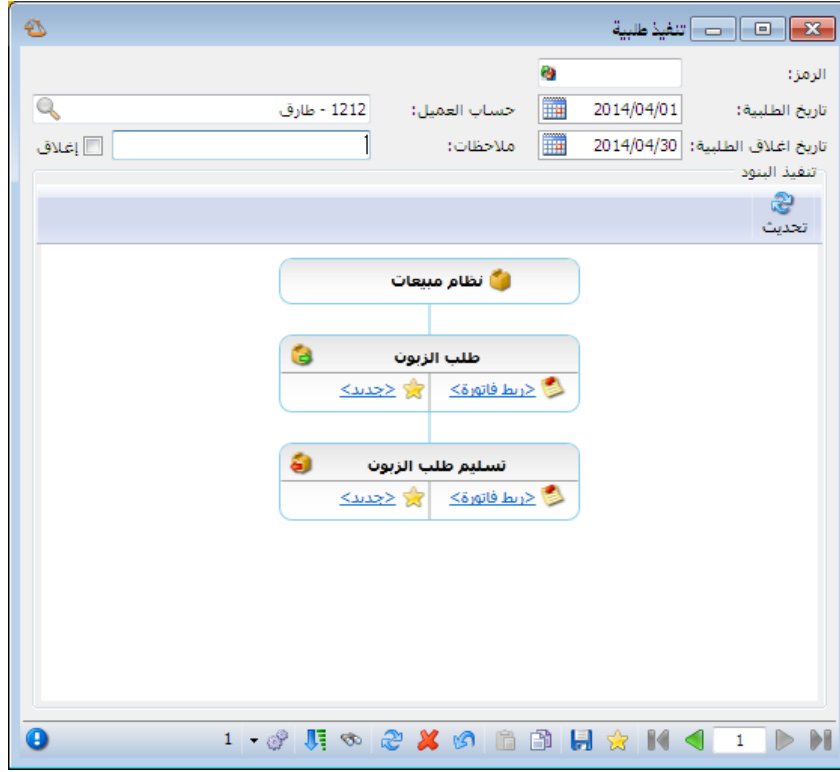 تنفيذ طلبية
الرمز:
تاريخ الطلبية: 2014/04/01 حساب العميل: 1212 - طارق
تاريخ اغلاق الطلبية: 2014/04/30 ملاحظات: 1 إغلاق
تنفيذ البنود
تحديث
نظام مبيعات
طلب الزبون
<ربط فاتورة> <جديد>
تسليم طلب الزبون
<ربط فاتورة> <جديد>
1 1